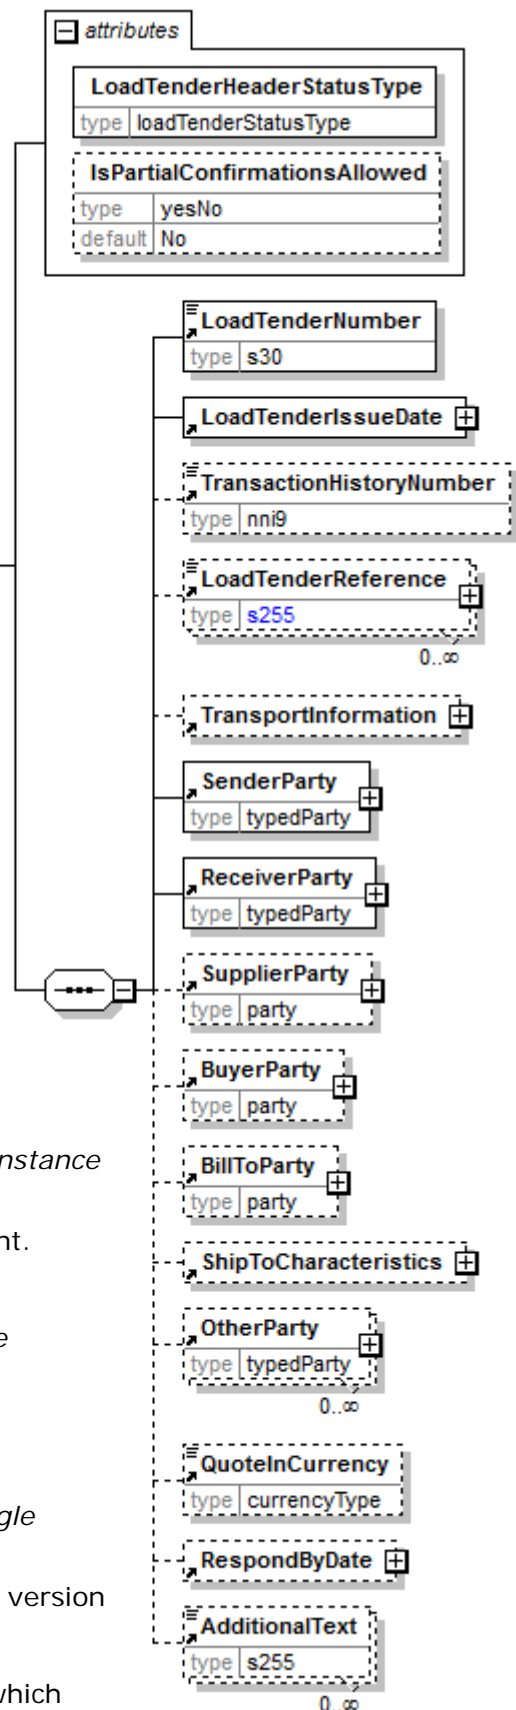 attributes
LoadTenderHeaderStatusType
type loadTenderStatusType
IsPartialConfirmationsAllowed
type yesNo
default No
LoadTenderNumber
type s30
LoadTenderIssueDate
TransactionHistoryNumber
type nni9
LoadTenderReference
type s255
0..∞
TransportInformation
SenderParty
type typedParty
ReceiverParty
type typedParty
SupplierParty
type party
BuyerParty
type party
nstance
BillToParty
type party
nt.
ShipToCharacteristics
OtherParty
e
type typedParty
0..∞
QuoteInCurrency
type currencyType
gle
RespondByDate
version
AdditionalText
type s255
which
0..∞